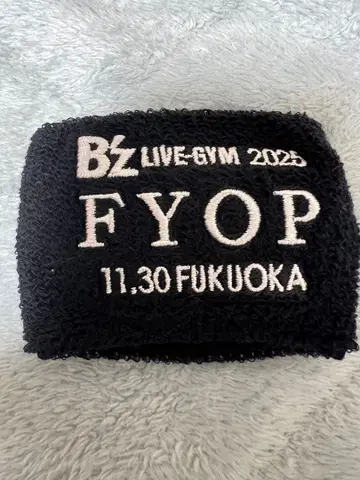 B'z LIVE-GYM 2025
FYOP
11.30 FUKUOKA